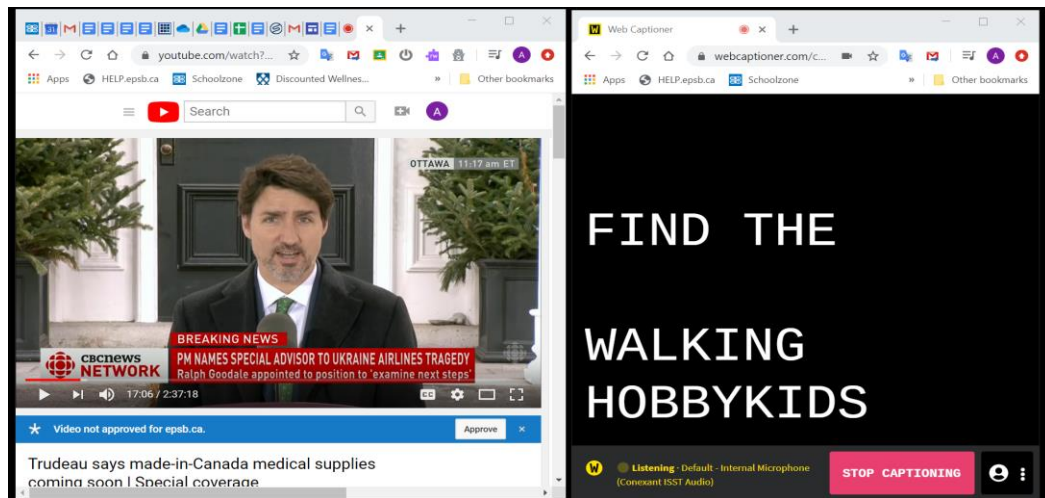 youtube.com/watch?...
Apps
HELP.epsb.ca
Schoolzone
Discounted Wellnes...
»
Other bookmarks
Search
A
OTTAWA 11:17 am ET
BREAKING NEWS
CBCNEWS
NETWORK
PM NAMES SPECIAL ADVISOR TO UKRAINE AIRLINES TRAGEDY
Ralph Goodale appointed to position to 'examine next steps'
17:06 / 2:37:18
CC
Video not approved for epsb.ca.
Approve
Trudeau says made-in-Canada medical supplies
coming soon | Special coverage
Web Captioner
webcaptioner.com/c...
Apps
HELP.epsb.ca
Schoolzone
»
Other bookmarks
FIND THE
WALKING
HOBBYKIDS
Listening · Default - Internal Microphone
(Conexant ISST Audio)
STOP CAPTIONING